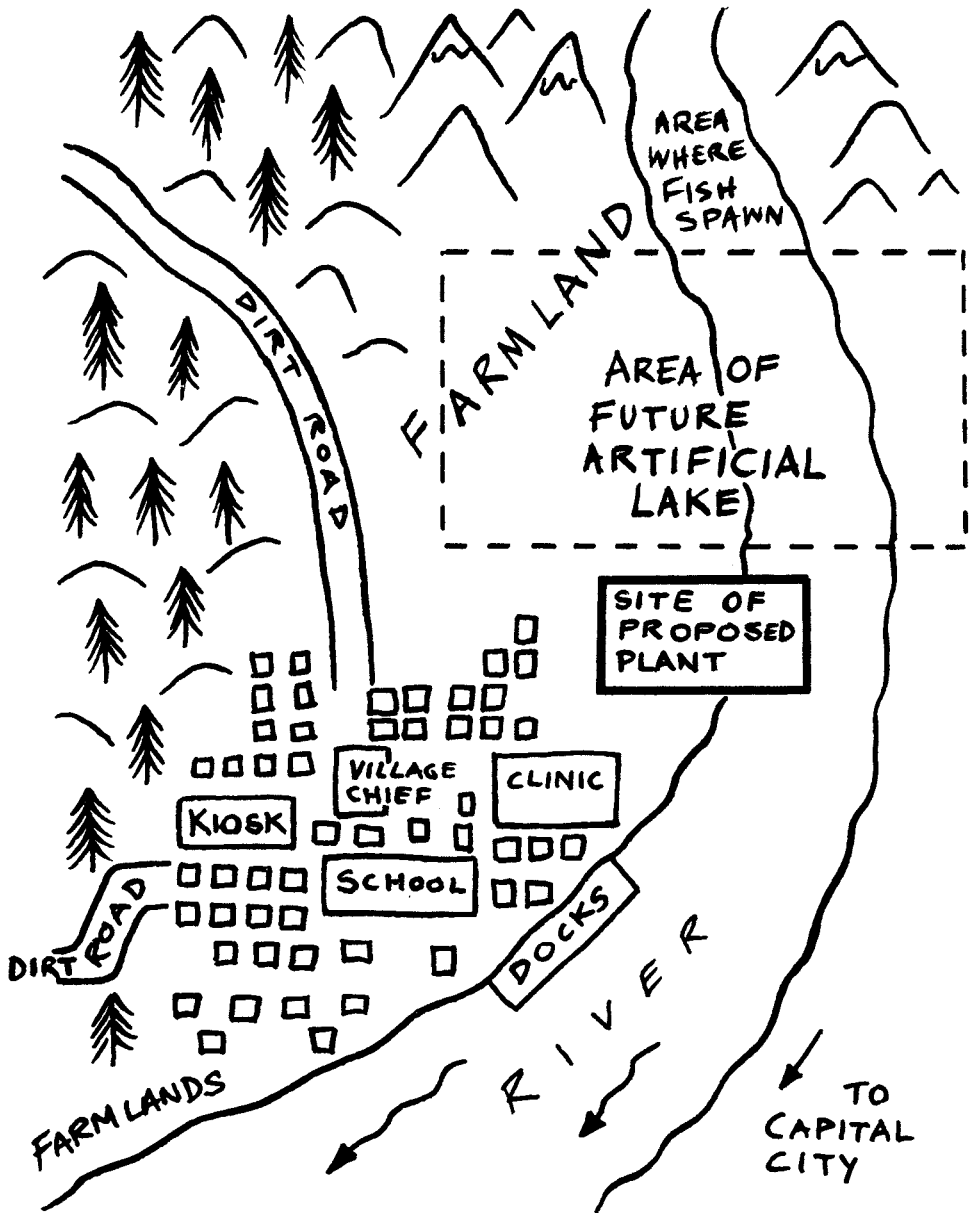 AREA
WHERE
FISH
SPAWN
FARM LAND
DIRT ROAD
AREA OF
FUTURE
ARTIFICIAL
LAKE
SITE OF
PROPOSED
PLANT
VILLAGE
CHIEF
CLINIC
KIOSK
SCHOOL
DIRT ROAD
DOCKS
RIVER
FARM LANDS
TO
CAPITAL
CITY